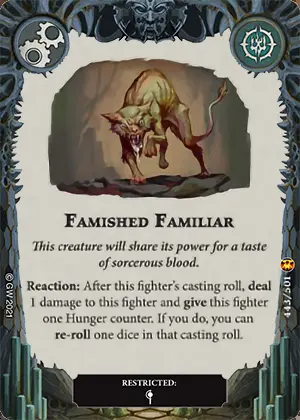 FAMISHED FAMILIAR
This creature will share its power for a taste
of sorcerous blood.
Reaction: After this fighter's casting roll, deal
1 damage to this fighter and give this fighter
one Hunger counter. If you do, you can
re-roll one dice in that casting roll.
© GW 2021
443/501
RESTRICTED: